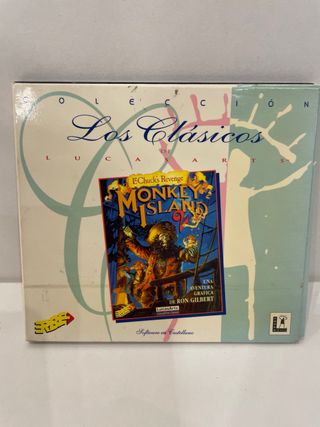 COLECCIÓN
Los Clásicos
DE
LUCASARTS
LeChuck's Revenge
MONKEY
ISLAND
2
UNA
AVENTURA
GRÁFICA
DE RON GILBERT
LucasArts
ERBE
Software en Castellano